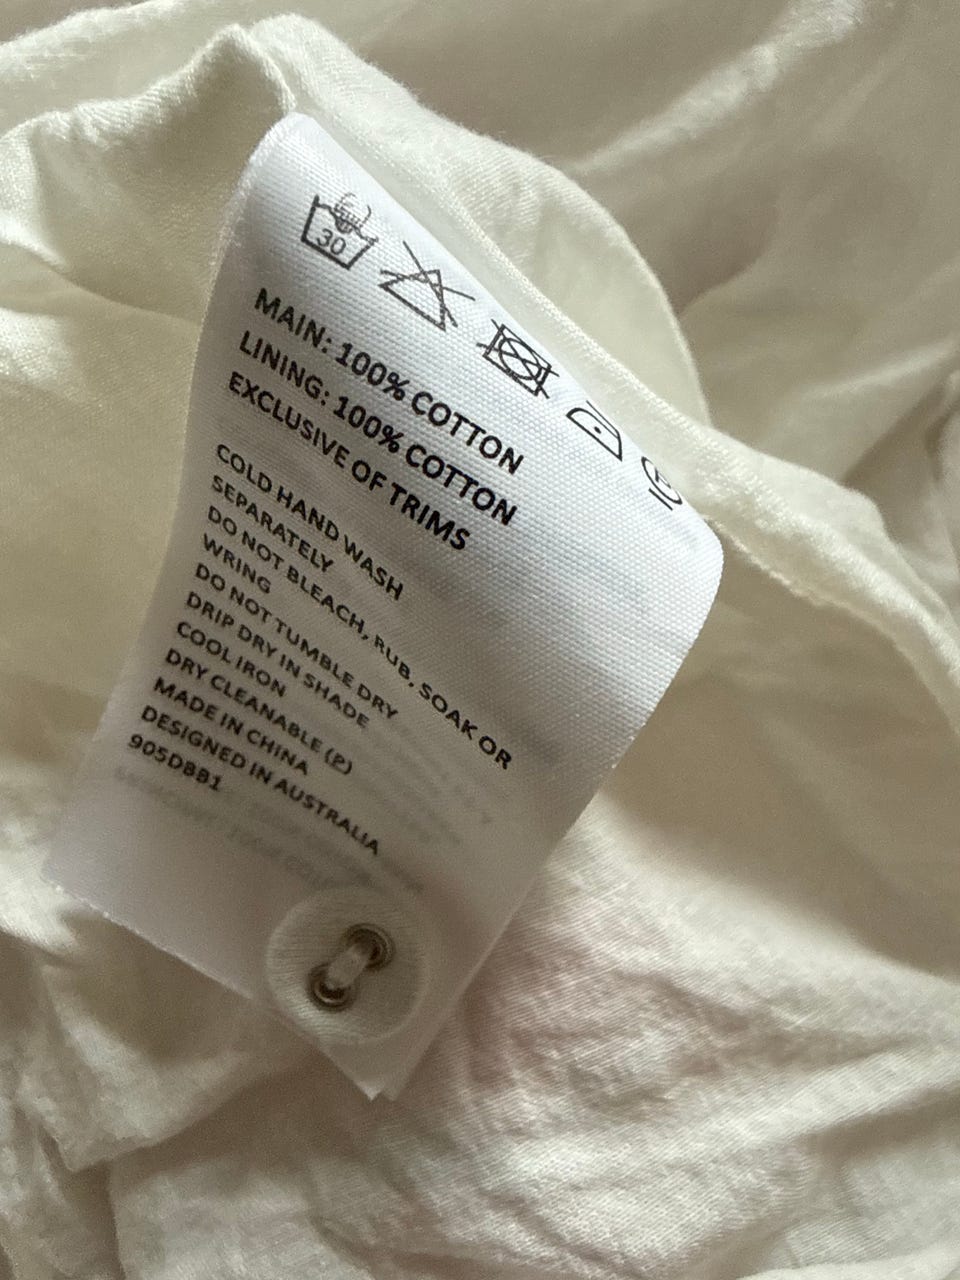 30
MAIN: 100% COTTON
LINING: 100% COTTON
EXCLUSIVE OF TRIMS
COLD HAND WASH
SEPARATELY
DO NOT BLEACH, RUB, SOAK OR
WRING
DO NOT TUMBLE DRY
DRIP DRY IN SHADE
COOL IRON
DRY CLEANABLE (P)
MADE IN CHINA
DESIGNED IN AUSTRALIA
905DBB1